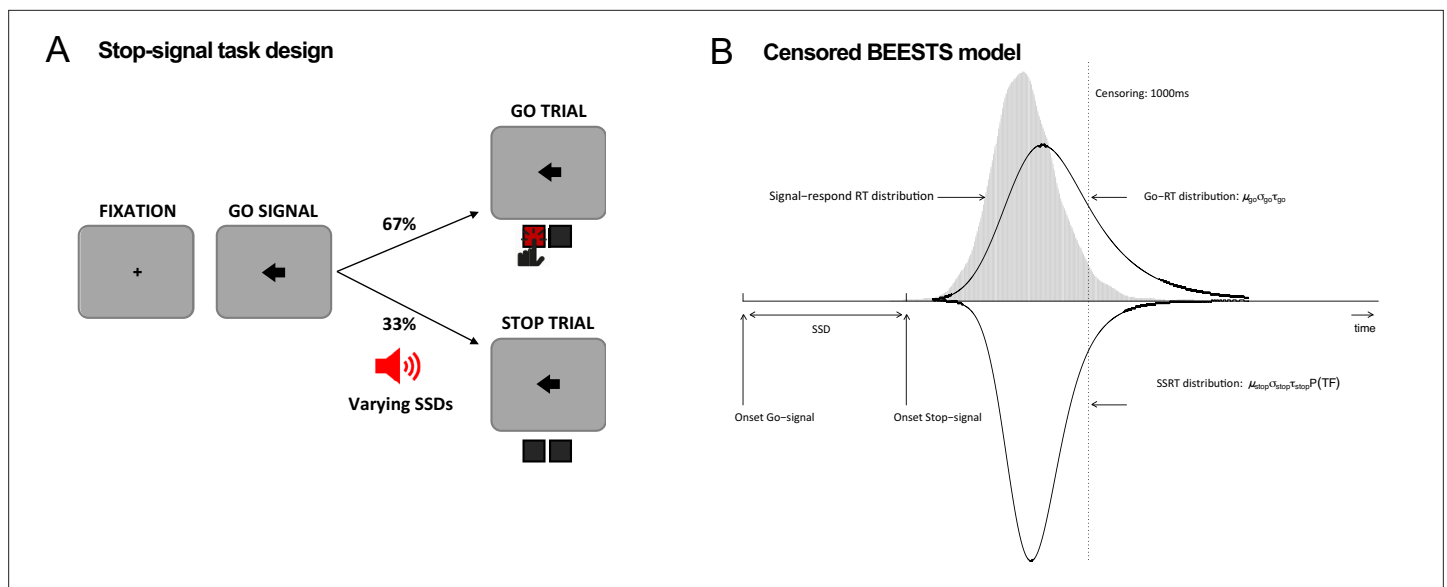 A Stop-signal task design
FIXATION
GO SIGNAL
67%
33%
Varying SSDs
GO TRIAL
STOP TRIAL
B Censored BEESTS model
Censoring: 1000ms
Signal−respond RT distribution
Go−RT distribution: μgoσgoτgo
SSD
time
Onset Go−signal
Onset Stop−signal
SSRT distribution: μstopσstopτstopP(TF)